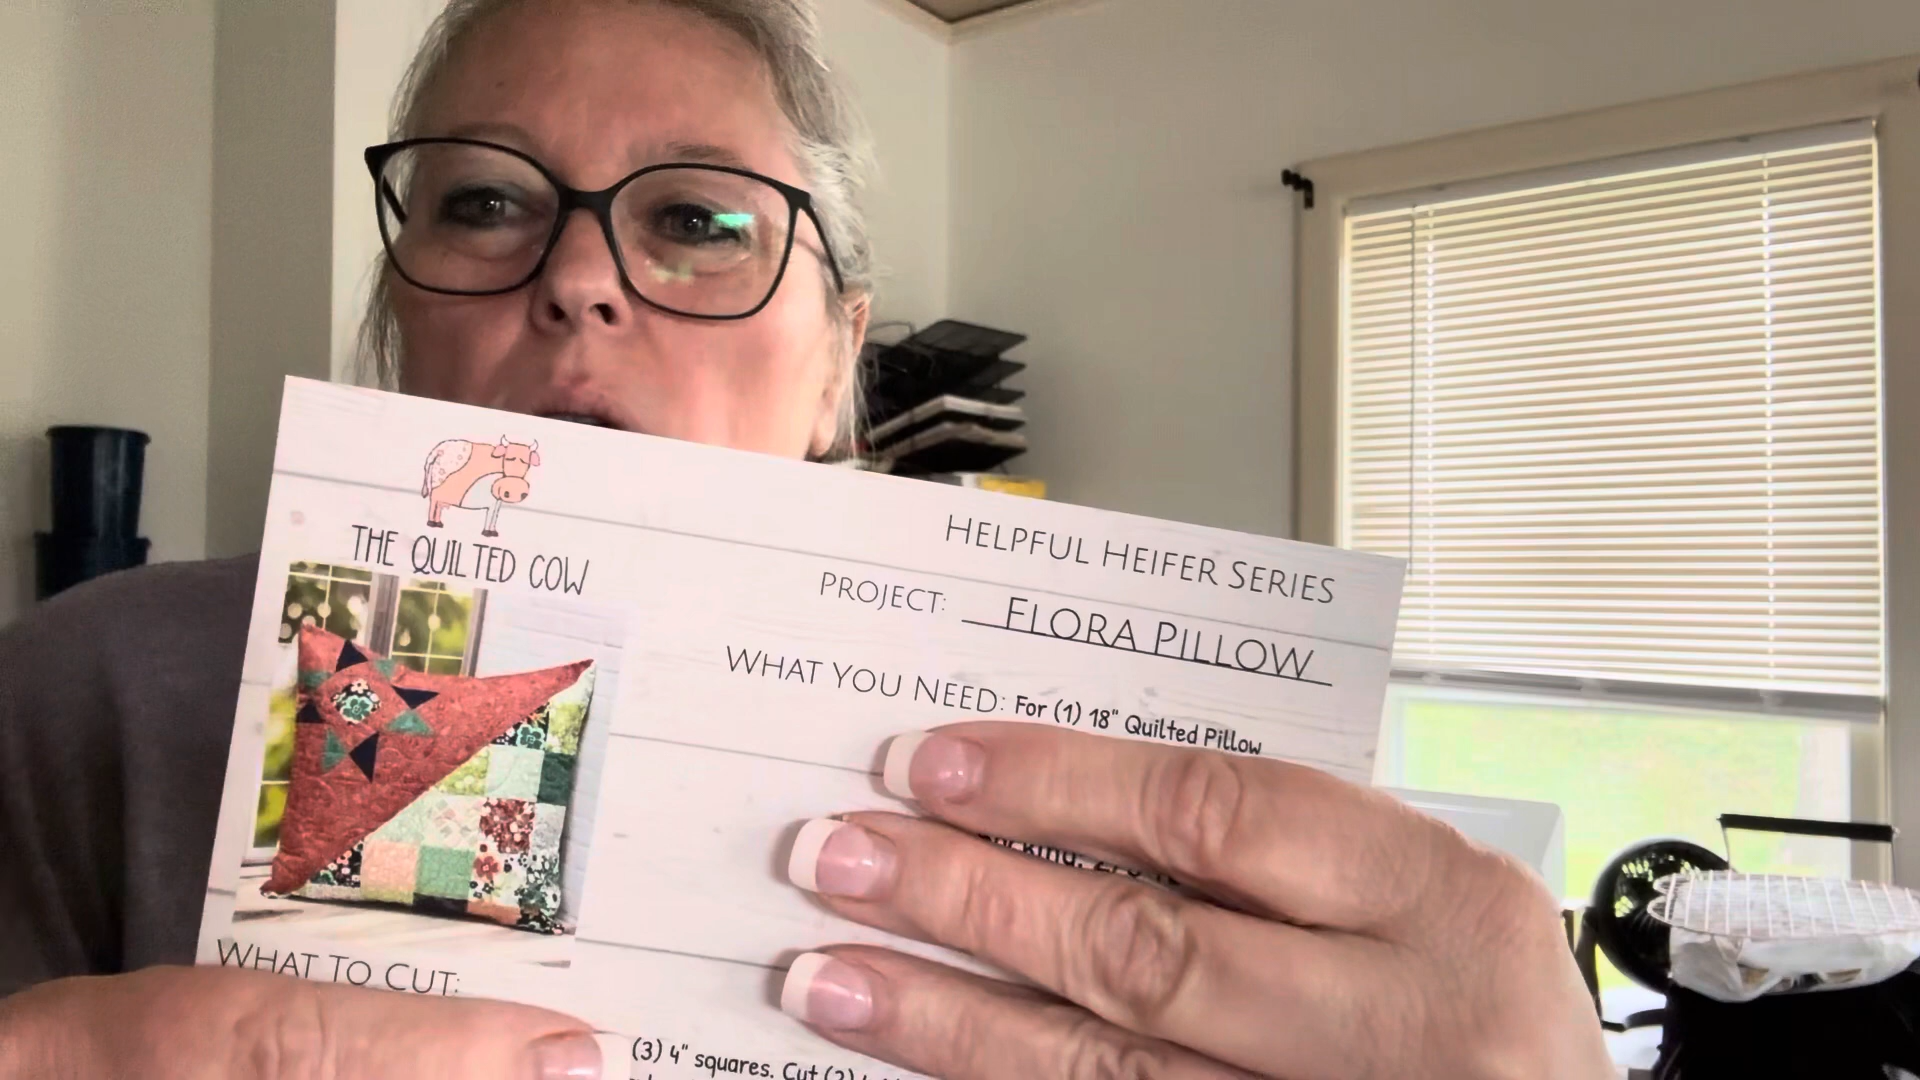 THE QUILTED COW
HELPFUL HEIFER SERIES
PROJECT: FLORA PILLOW
WHAT YOU NEED: For (1) 18" Quilted Pillow
WHAT TO CUT:
(3) 4" squares. Cut (2)